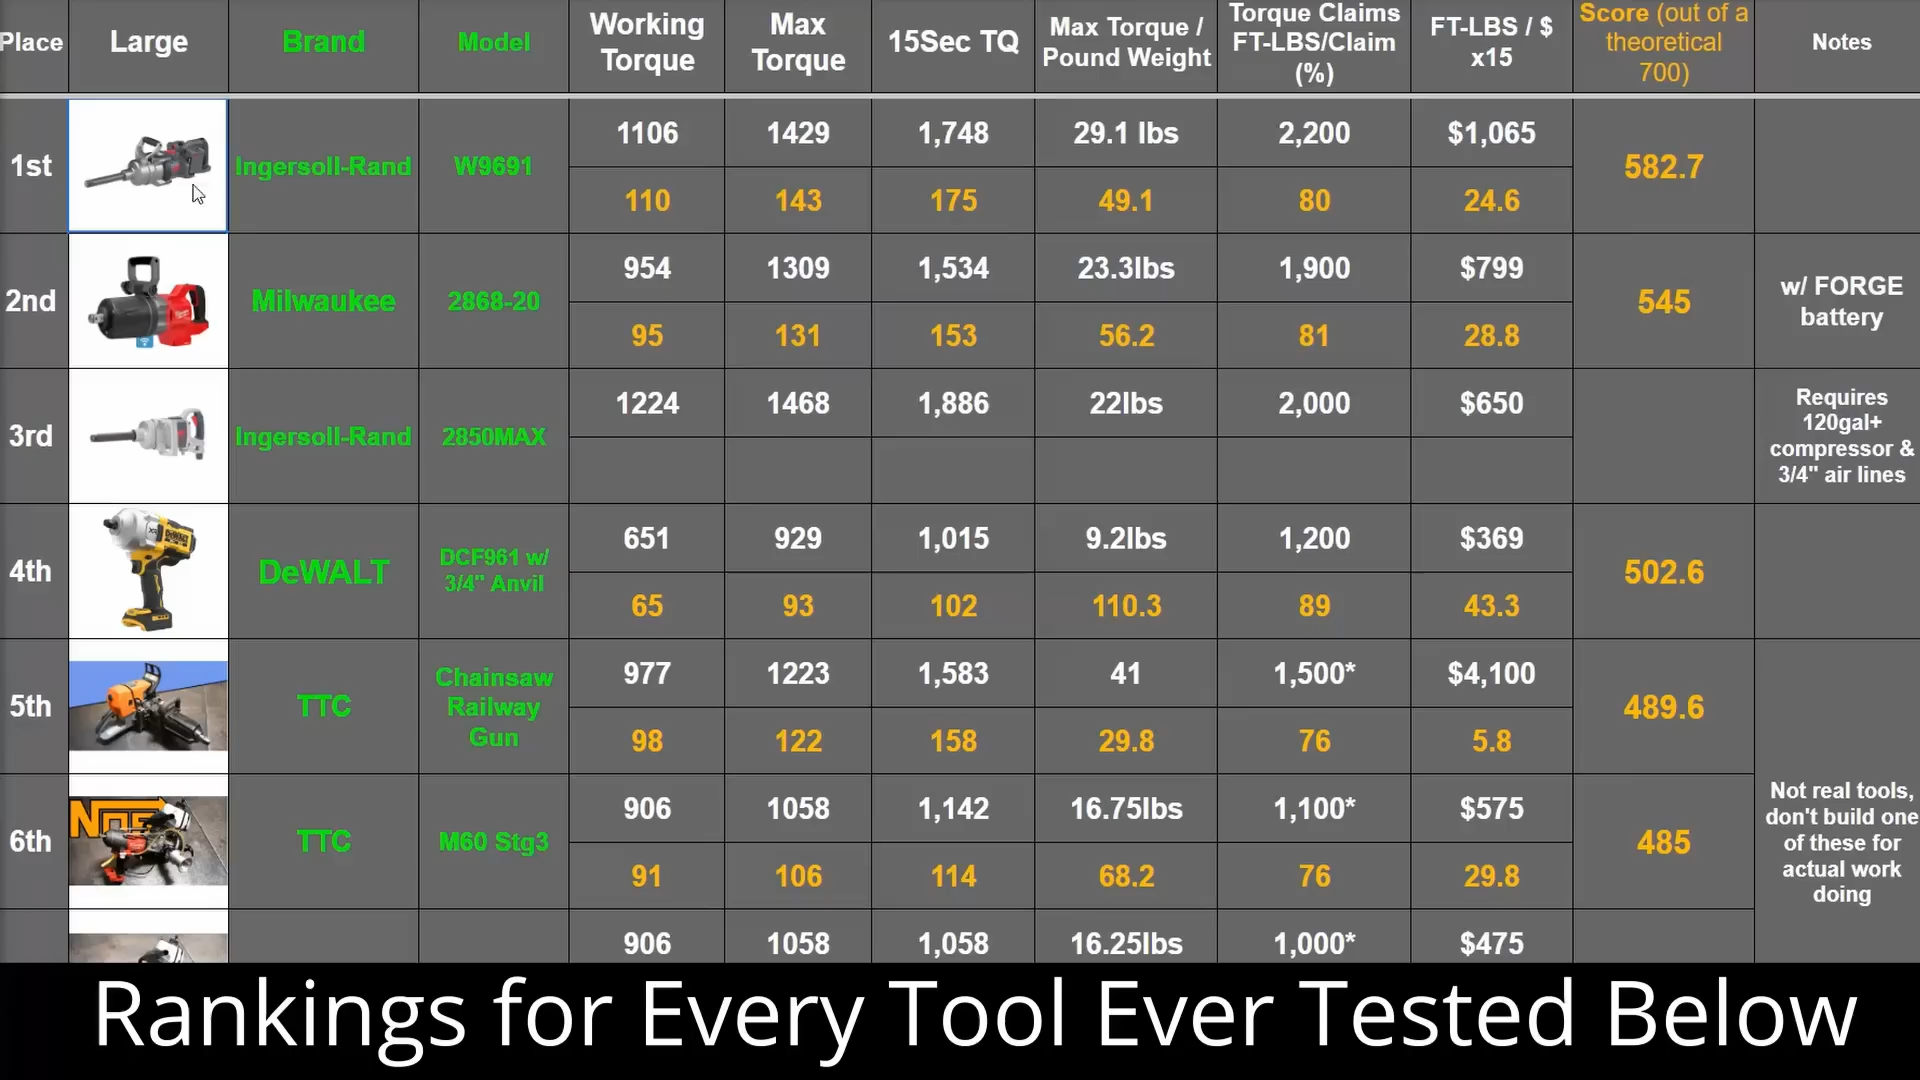 Place
Large
Brand
Model
Working
Torque
Max
Torque
15Sec TQ
Max Torque /
Pound Weight
Torque Claims
FT-LBS/Claim
(%)
FT-LBS / $
x15
Score (out of a
theoretical
700)
Notes
1st
Ingersoll-Rand
W9691
1106
1429
1,748
29.1 lbs
2,200
$1,065
582.7
110
143
175
49.1
80
24.6
2nd
Milwaukee
2868-20
954
1309
1,534
23.3lbs
1,900
$799
545
w/ FORGE
battery
95
131
153
56.2
81
28.8
3rd
Ingersoll-Rand
2850MAX
1224
1468
1,886
22lbs
2,000
$650
Requires
120gal+
compressor &
3/4" air lines
4th
DeWALT
DCF961 w/
3/4" Anvil
651
929
1,015
9.2lbs
1,200
$369
502.6
65
93
102
110.3
89
43.3
5th
TTC
Chainsaw
Railway
Gun
977
1223
1,583
41
1,500*
$4,100
489.6
98
122
158
29.8
76
5.8
6th
TTC
M60 Stg3
906
1058
1,142
16.75lbs
1,100*
$575
485
91
106
114
68.2
76
29.8
Not real tools,
don't build one
of these for
actual work
doing
906
1058
1,058
16.25lbs
1,000*
$475
Rankings for Every Tool Ever Tested Below